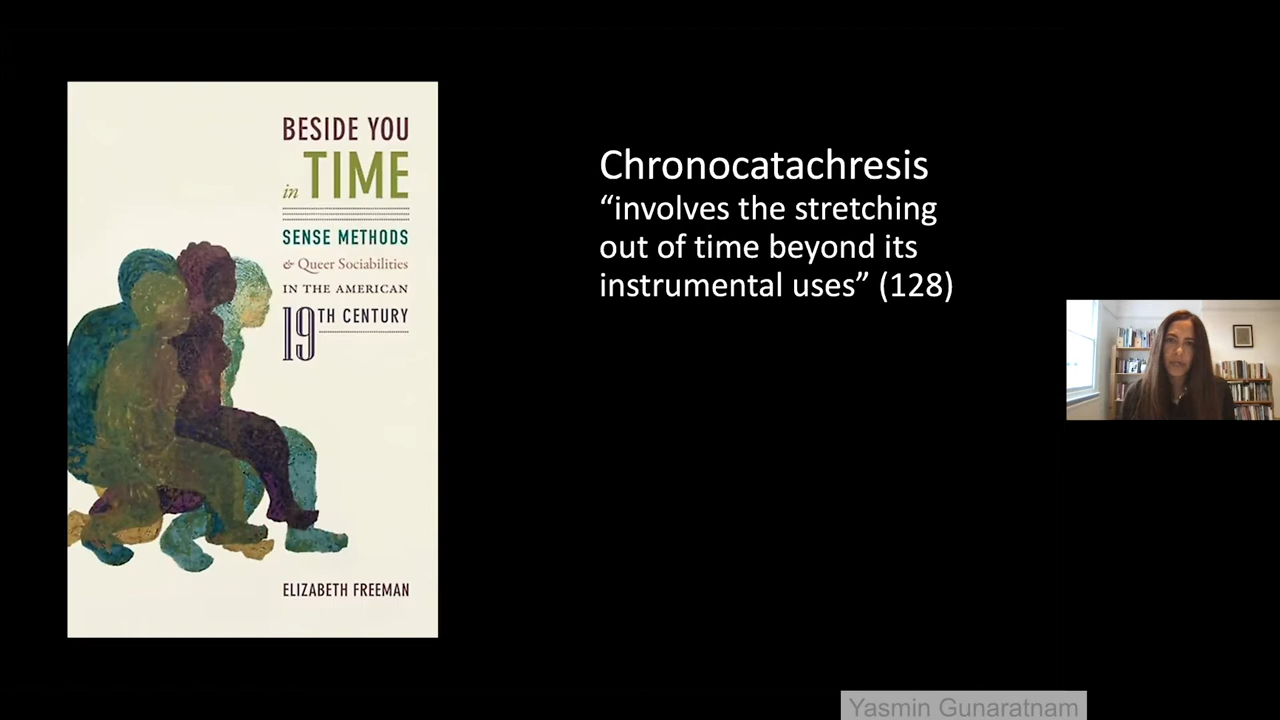 BESIDE YOU
in TIME
SENSE METHODS
& Queer Sociabilities
IN THE AMERICAN
19TH CENTURY
ELIZABETH FREEMAN
Chronocatachresis
“involves the stretching
out of time beyond its
instrumental uses” (128)
Yasmin Gunaratnam